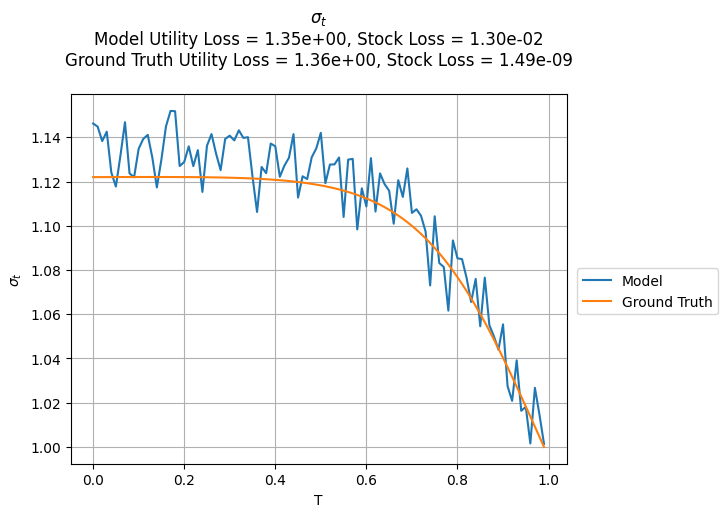 σt
Model Utility Loss = 1.35e+00, Stock Loss = 1.30e-02
Ground Truth Utility Loss = 1.36e+00, Stock Loss = 1.49e-09
1.14
1.12
1.10
1.08
1.06
1.04
1.02
1.00
σt
0.0 0.2 0.4 0.6 0.8 1.0
T
Model
Ground Truth